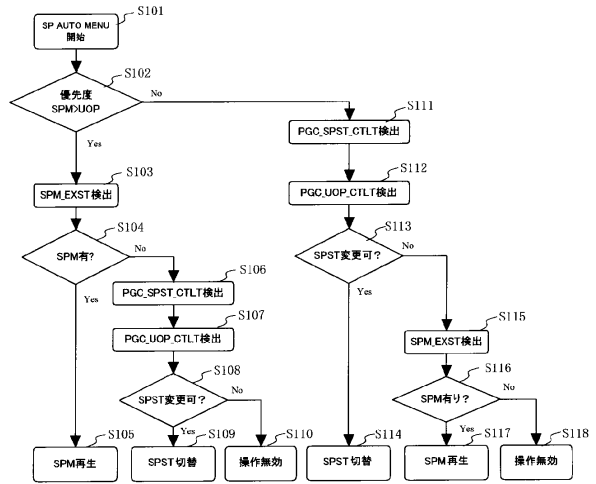 S101
SP AUTO MENU
開始
S102
優先度
SPM>UOP
No
Yes
S111
PGC_SPST_CTLT検出
S103
SPM_EXST検出
S112
PGC_UOP_CTLT検出
S104
SPM有?
No
Yes
S113
SPST変更可?
No
Yes
S106
PGC_SPST_CTLT検出
S107
PGC_UOP_CTLT検出
S115
SPM_EXST検出
S108
SPST変更可?
No
Yes
S116
SPM有り?
No
Yes
S105
SPM再生
S109
SPST切替
S110
操作無効
S114
SPST切替
S117
SPM再生
S118
操作無効